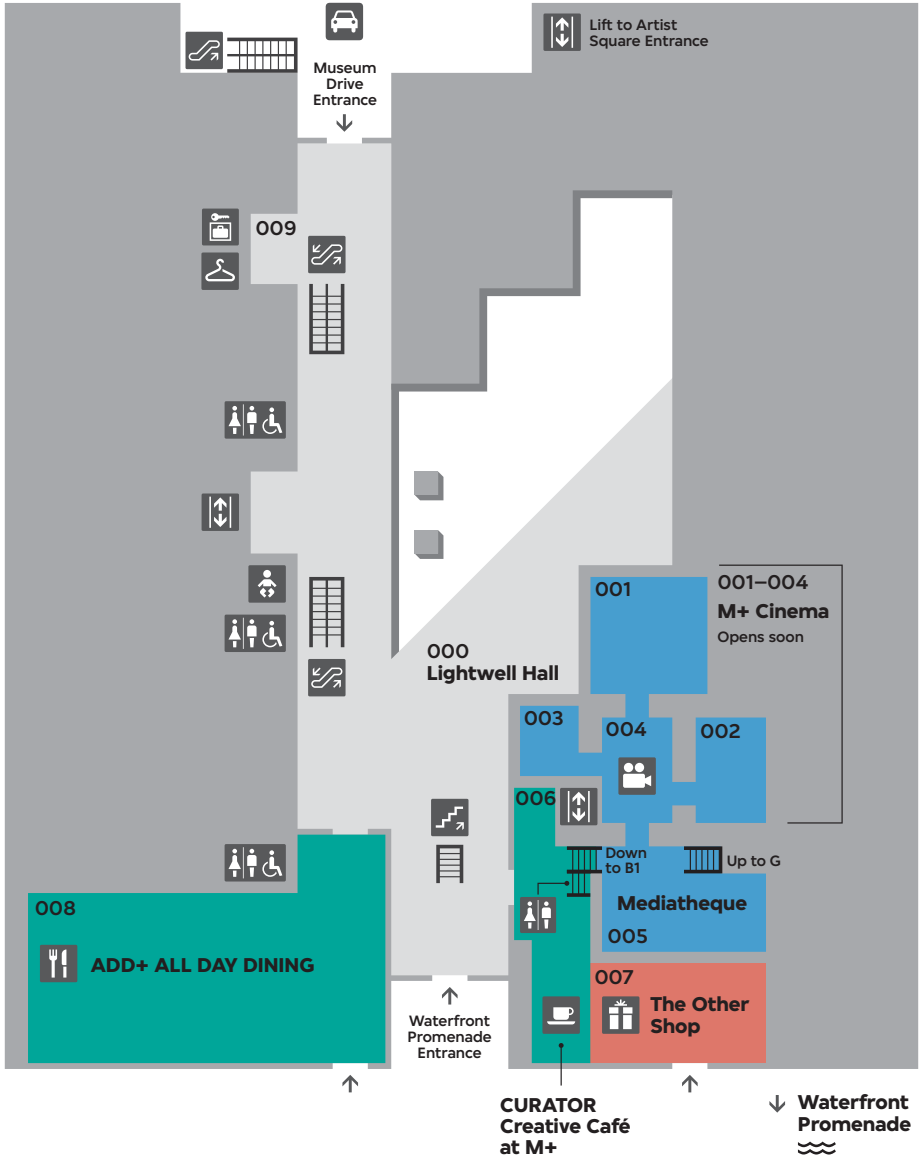 Lift to Artist
Square Entrance
Museum
Drive
Entrance
009
001
001–004
M+ Cinema
Opens soon
000
Lightwell Hall
003
004
002
006
Down
to B1
Up to G
Mediatheque
005
008
ADD+ ALL DAY DINING
007
The Other
Shop
Waterfront
Promenade
Entrance
CURATOR
Creative Café
at M+
Waterfront
Promenade